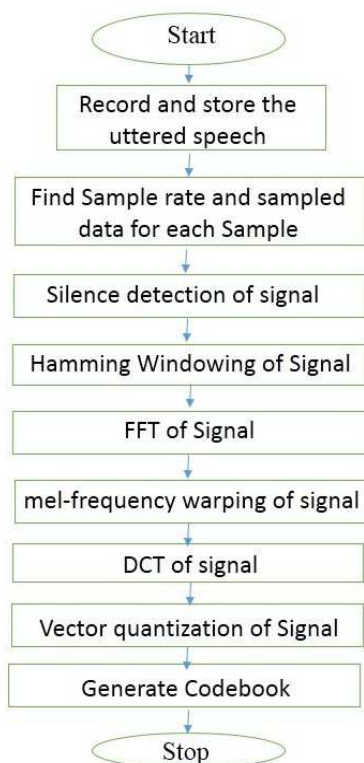 Start
Record and store the
uttered speech
Find Sample rate and sampled
data for each Sample
Silence detection of signal
Hamming Windowing of Signal
FFT of Signal
mel-frequency warping of signal
DCT of signal
Vector quantization of Signal
Generate Codebook
Stop